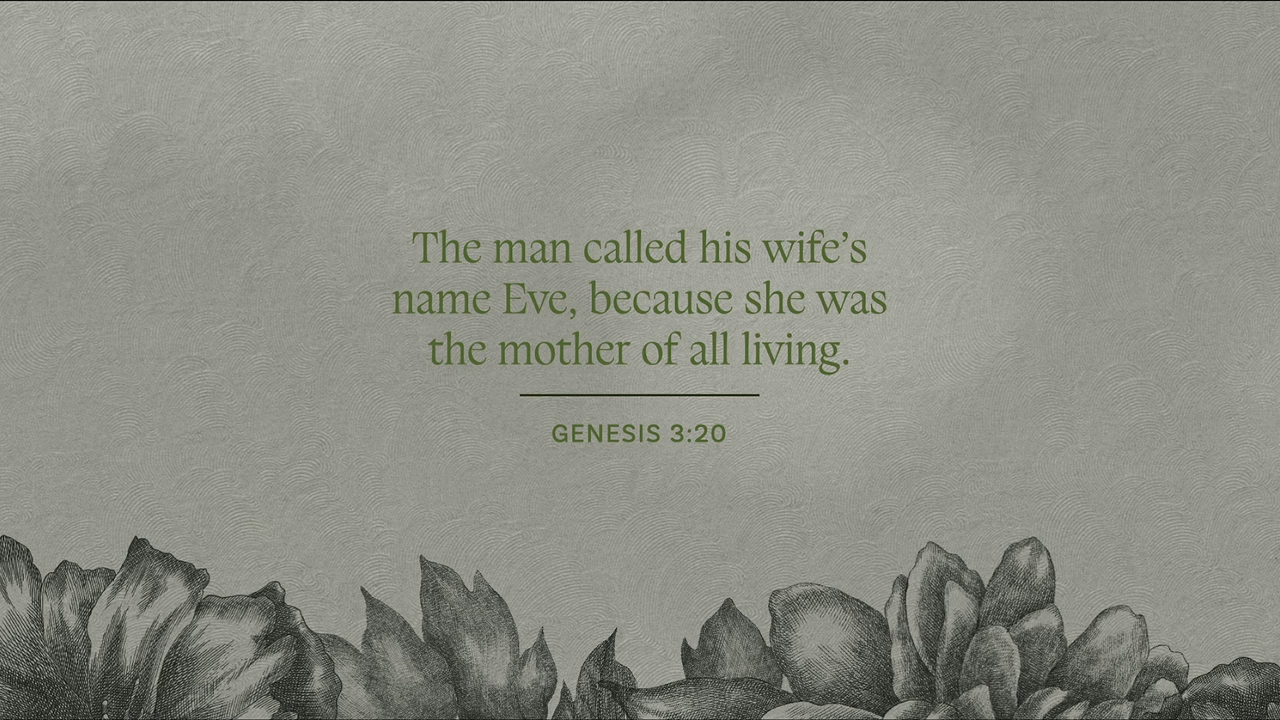 The man called his wife’s
name Eve, because she was
the mother of all living.
GENESIS 3:20